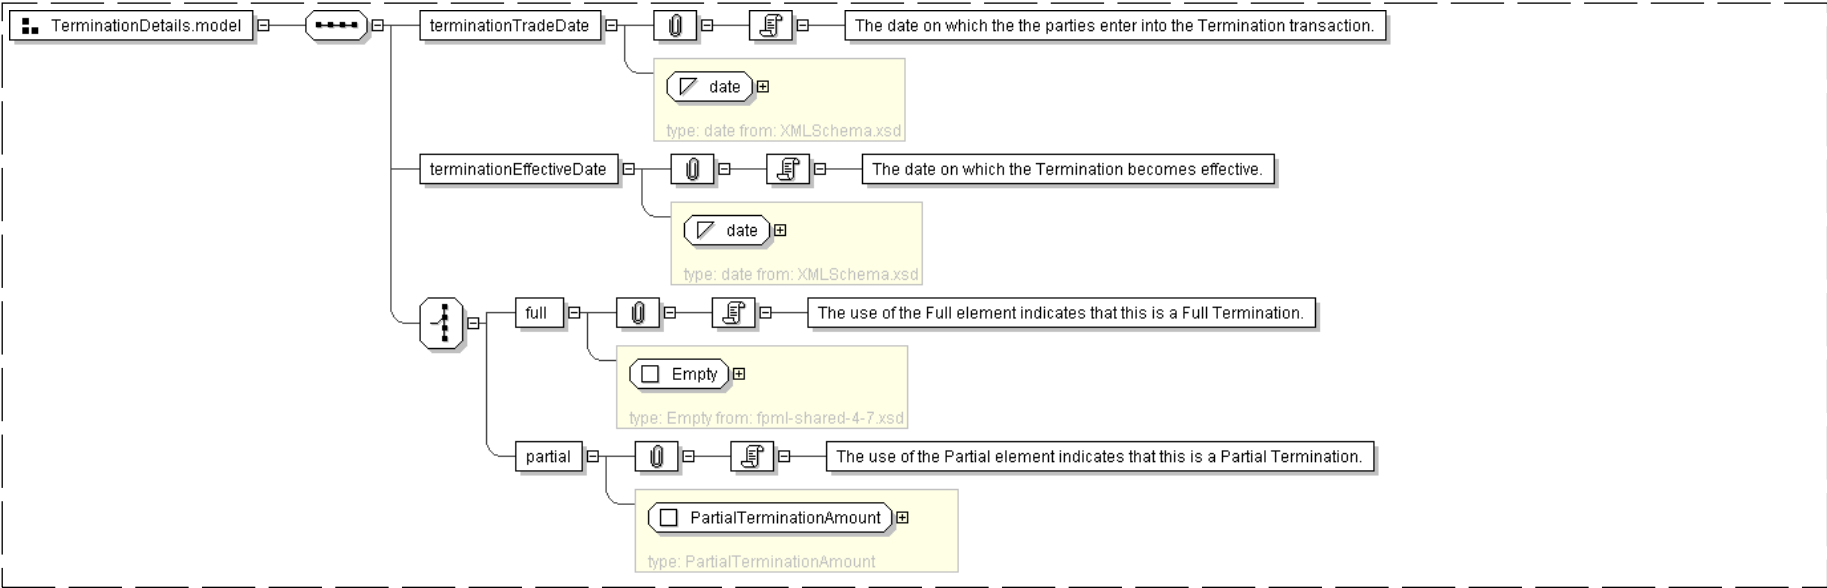 TerminationDetails.model
terminationTradeDate
The date on which the the parties enter into the Termination transaction.
date
type: date from: XMLSchema.xsd
terminationEffectiveDate
The date on which the Termination becomes effective.
date
type: date from: XMLSchema.xsd
full
The use of the Full element indicates that this is a Full Termination.
Empty
type: Empty from: fpml-shared-4-7.xsd
partial
The use of the Partial element indicates that this is a Partial Termination.
PartialTerminationAmount
type: PartialTerminationAmount